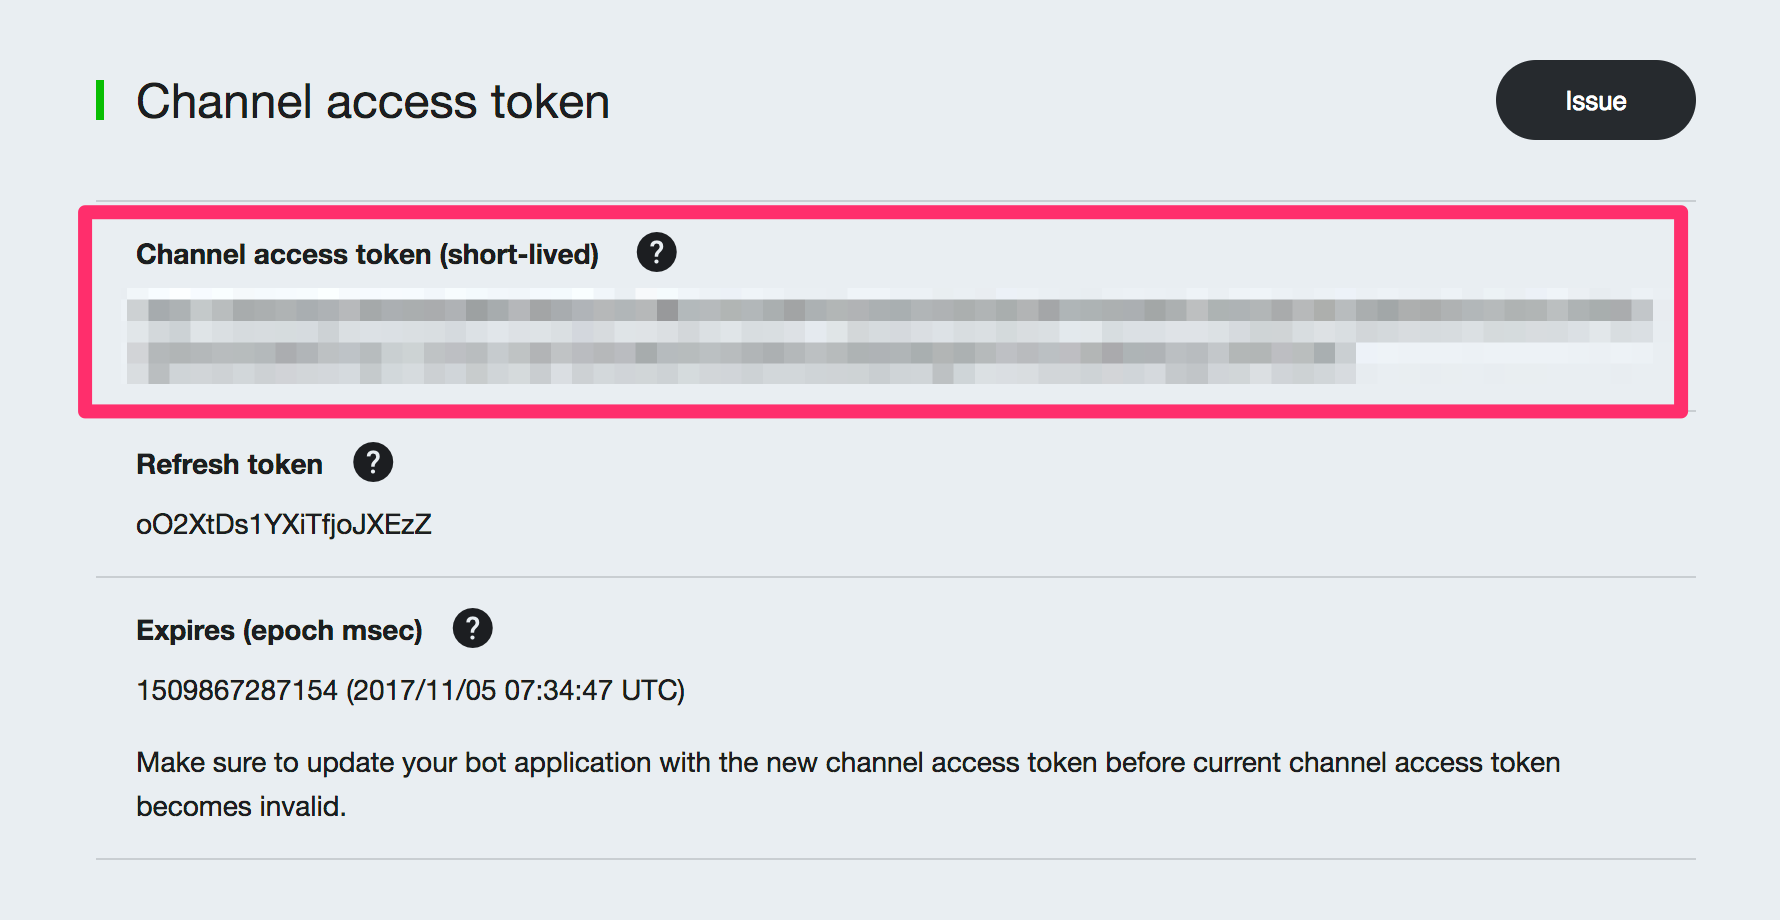 Channel access token
Issue
Channel access token (short-lived) ?
Refresh token ?
oO2XtDs1YXiTfjoJXEzZ
Expires (epoch msec) ?
1509867287154 (2017/11/05 07:34:47 UTC)
Make sure to update your bot application with the new channel access token before current channel access token
becomes invalid.